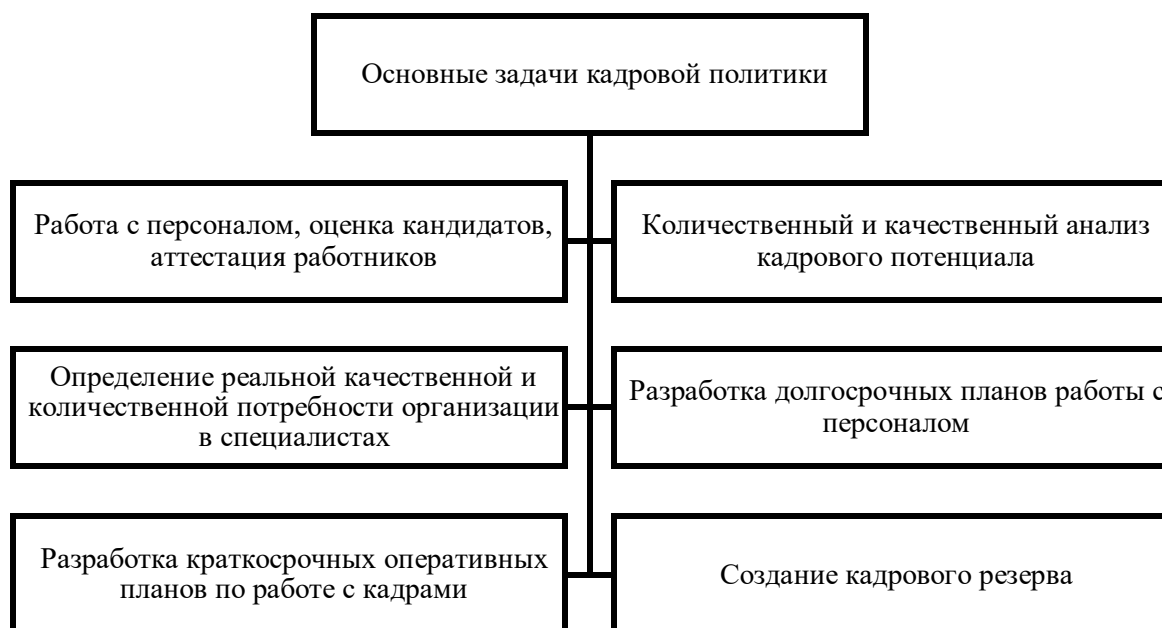 Основные задачи кадровой политики
Работа с персоналом, оценка кандидатов,
аттестация работников
Количественный и качественный анализ
кадрового потенциала
Определение реальной качественной и
количественной потребности организации
в специалистах
Разработка долгосрочных планов работы с
персоналом
Разработка краткосрочных оперативных
планов по работе с кадрами
Создание кадрового резерва